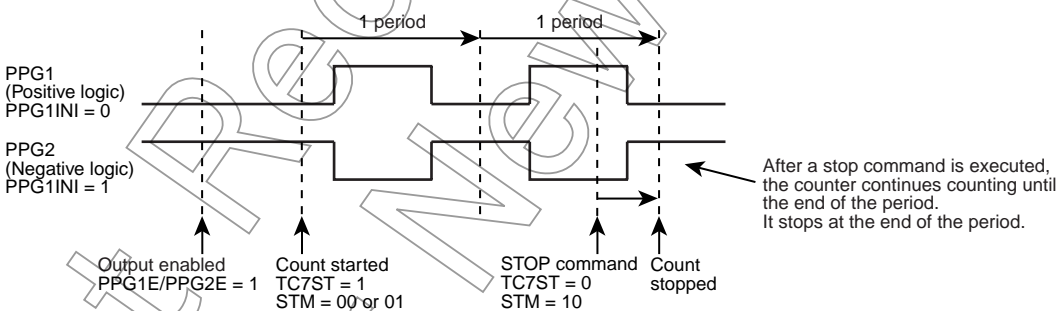 1 period
1 period
PPG1
(Positive logic)
PPG1INI = 0
PPG2
(Negative logic)
PPG1INI = 1
After a stop command is executed,
the counter continues counting until
the end of the period.
It stops at the end of the period.
Output enabled
PPG1E/PPG2E = 1
Count started
TC7ST = 1
STM = 00 or 01
STOP command
TC7ST = 0
STM = 10
Count
stopped